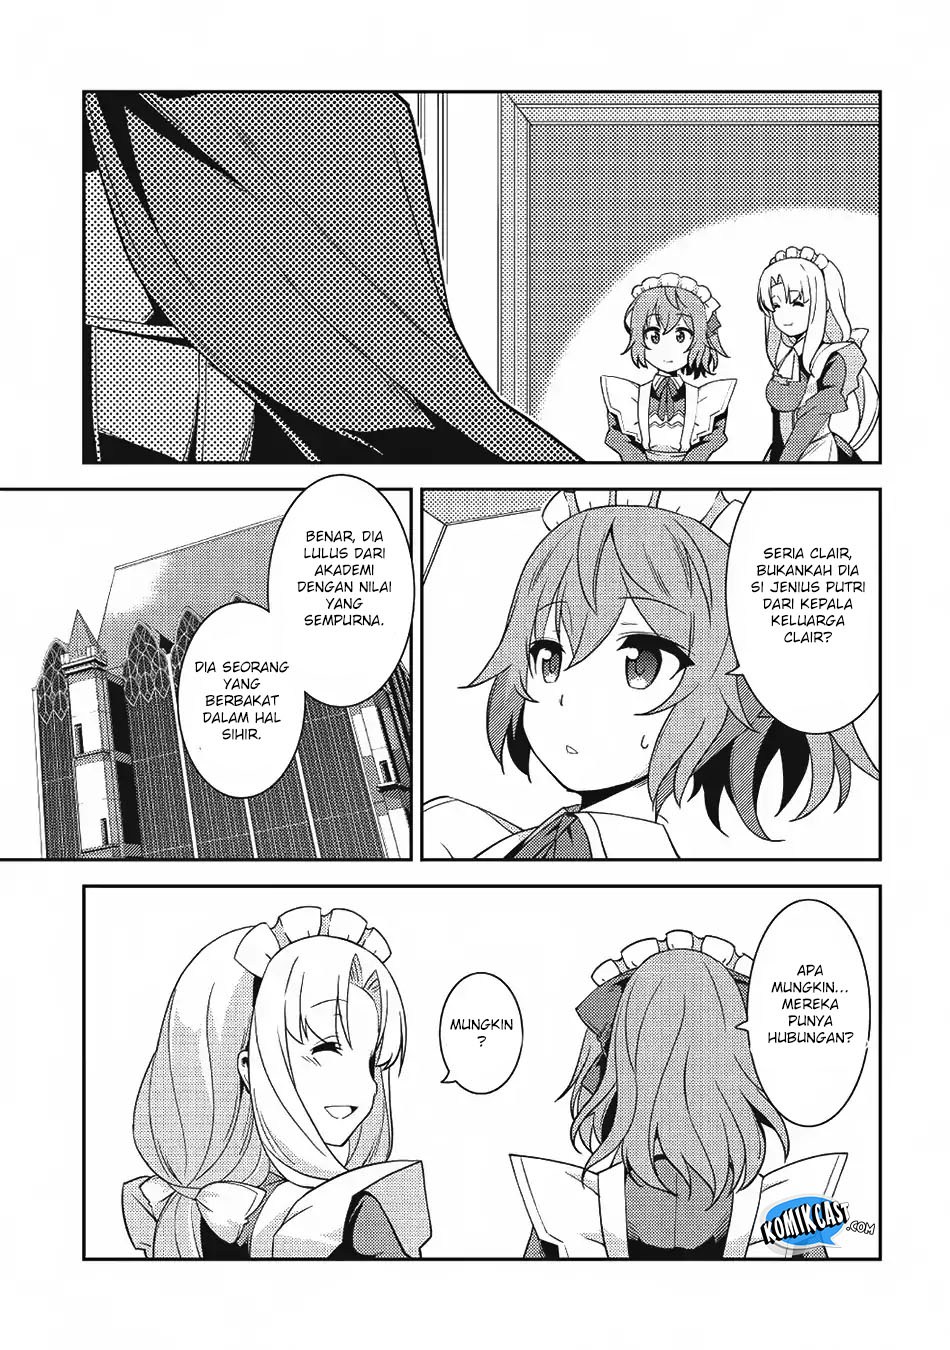 SERIA CLAIR,
BUKANKAH DIA
SI JENIUS PUTRI
DARI KEPALA
KELUARGA
CLAIR?
BENAR, DIA
LULUS DARI
AKADEMI
DENGAN NILAI
YANG
SEMPURNA.
DIA SEORANG
YANG
BERBAKAT
DALAM HAL
SIHIR.
APA
MUNGKIN...
MEREKA
PUNYA
HUBUNGAN?
MUNGKIN
?
KOMIKCAST.COM